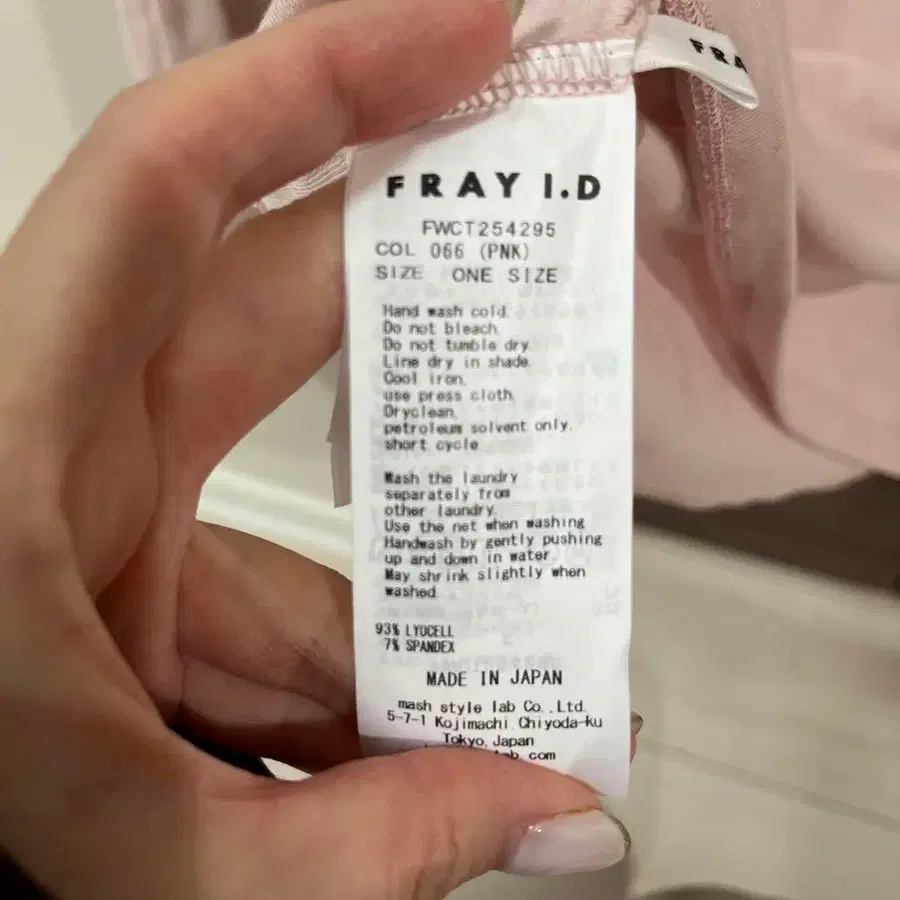 FRA
FRAY I.D
FWCT254295
COL 066 (PNK)
SIZE ONE SIZE
Hand wash cold.
Do not bleach.
Do not tumble dry.
Line dry in shade.
Cool iron,
use press cloth.
Dryclean,
petroleum solvent only,
short cycle.
Wash the laundry
separately from
other laundry.
Use the net when washing
Handwash by gently pushing
up and down in water.
May shrink slightly when
washed.
93% LYOCELL
7% SPANDEX
MADE IN JAPAN
mash style lab Co.,Ltd.
5-7-1 Kojimachi,Chiyoda-ku
Tokyo,Japan
.com